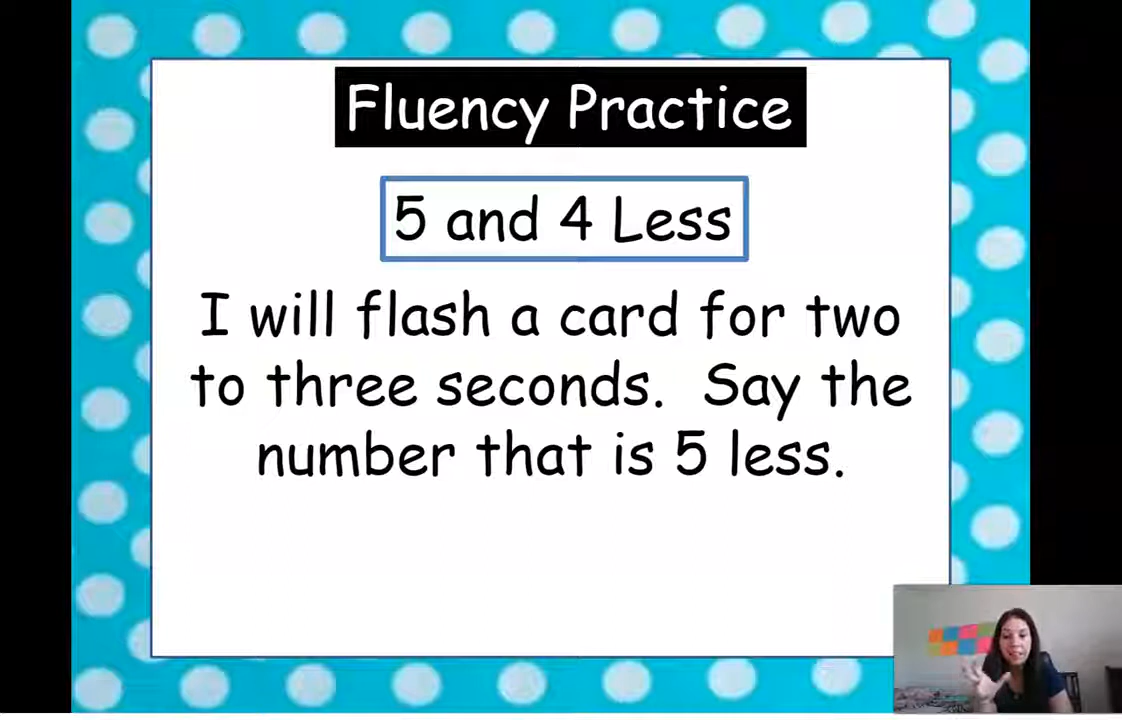 Fluency Practice
5 and 4 Less
I will flash a card for two
to three seconds. Say the
number that is 5 less.